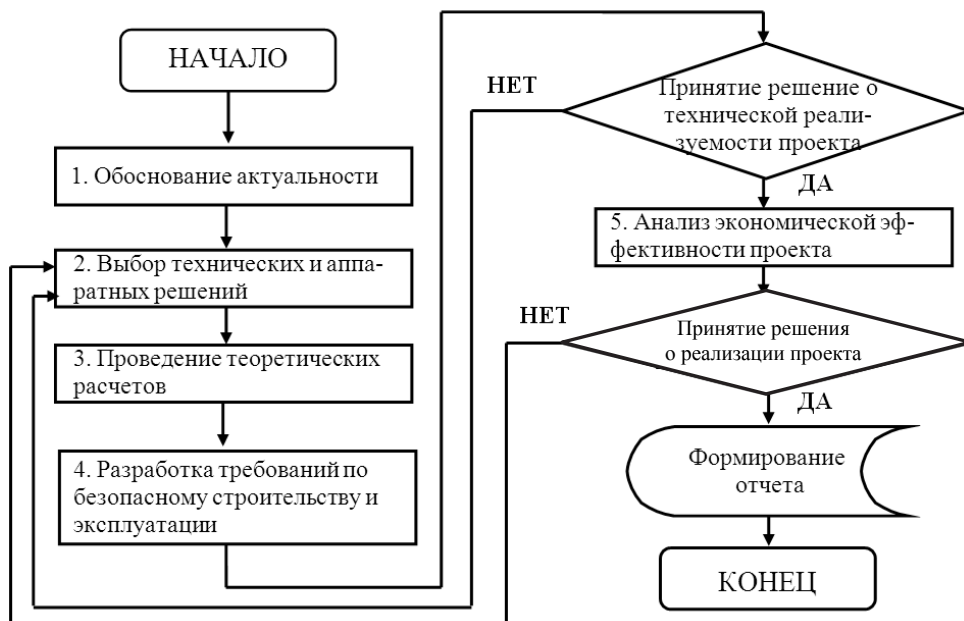 НАЧАЛО
1. Обоснование актуальности
2. Выбор технических и аппа-
ратных решений
3. Проведение теоретических
расчетов
4. Разработка требований по
безопасному строительству и
эксплуатации
НЕТ
Принятие решение о
технической реали-
зуемости проекта
ДА
5. Анализ экономической эф-
фективности проекта
НЕТ
Принятие решения
о реализации проекта
ДА
Формирование
отчета
КОНЕЦ